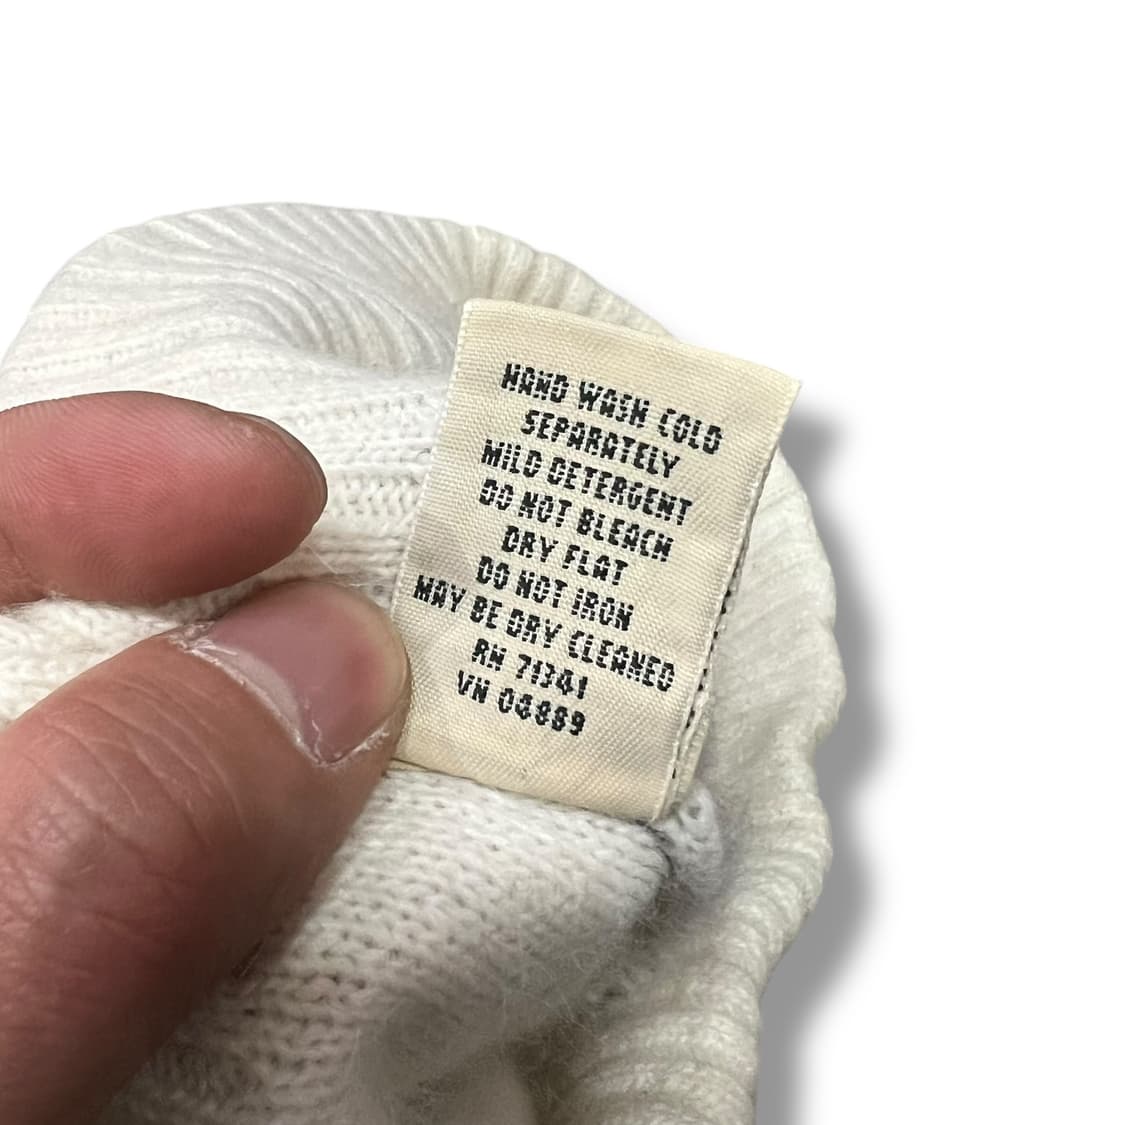 HAND WASH COLD
SEPARATELY
MILD DETERGENT
DO NOT BLEACH
DRY FLAT
DO NOT IRON
MAY BE DRY CLEANED
RN 71341
VN 04889